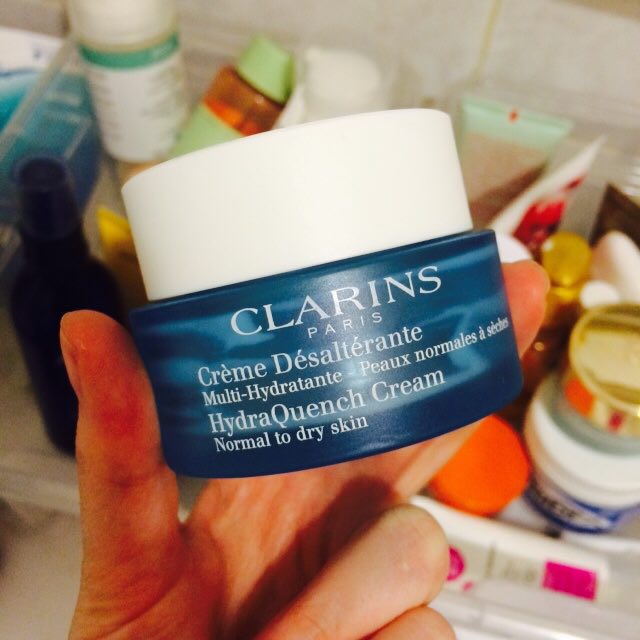 CLARINS
PARIS
Crème Désaltérante
Multi-Hydratante - Peaux normales à sèches
HydraQuench Cream
Normal to dry skin